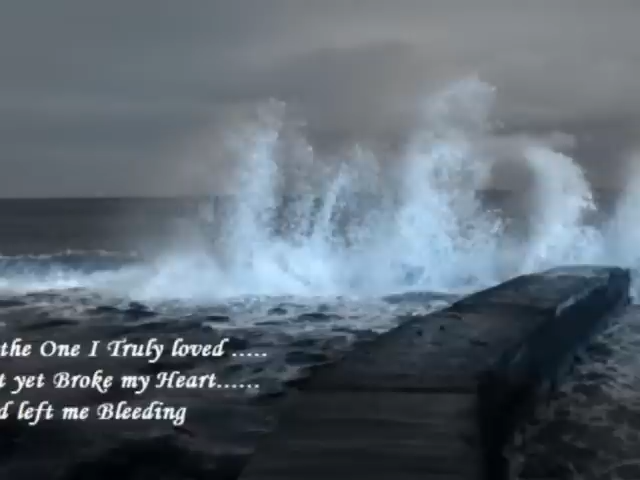 the One I Truly loved .....
yet Broke my Heart......
left me Bleeding